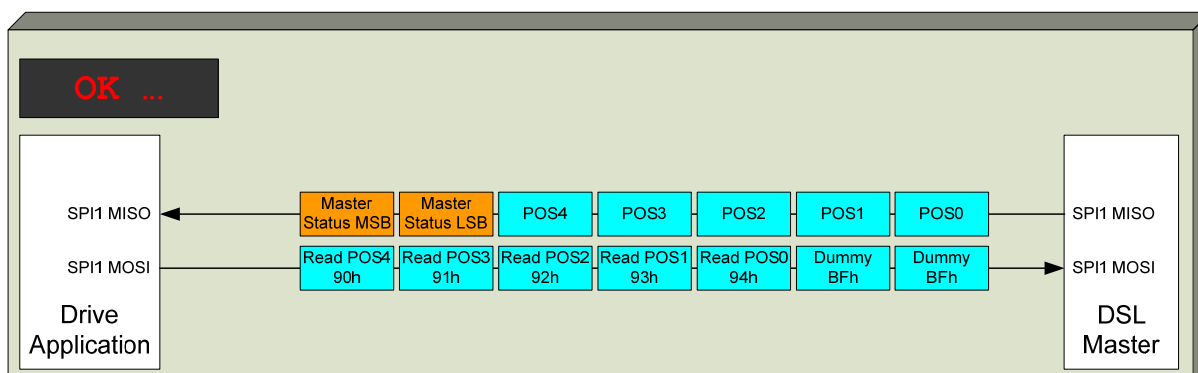 OK ...
SPI1 MISO
Master
Status MSB
Master
Status LSB
POS4
POS3
POS2
POS1
POS0
SPI1 MISO
SPI1 MOSI
Read POS4
90h
Read POS3
91h
Read POS2
92h
Read POS1
93h
Read POS0
94h
Dummy
BFh
Dummy
BFh
SPI1 MOSI
Drive
Application
DSL
Master